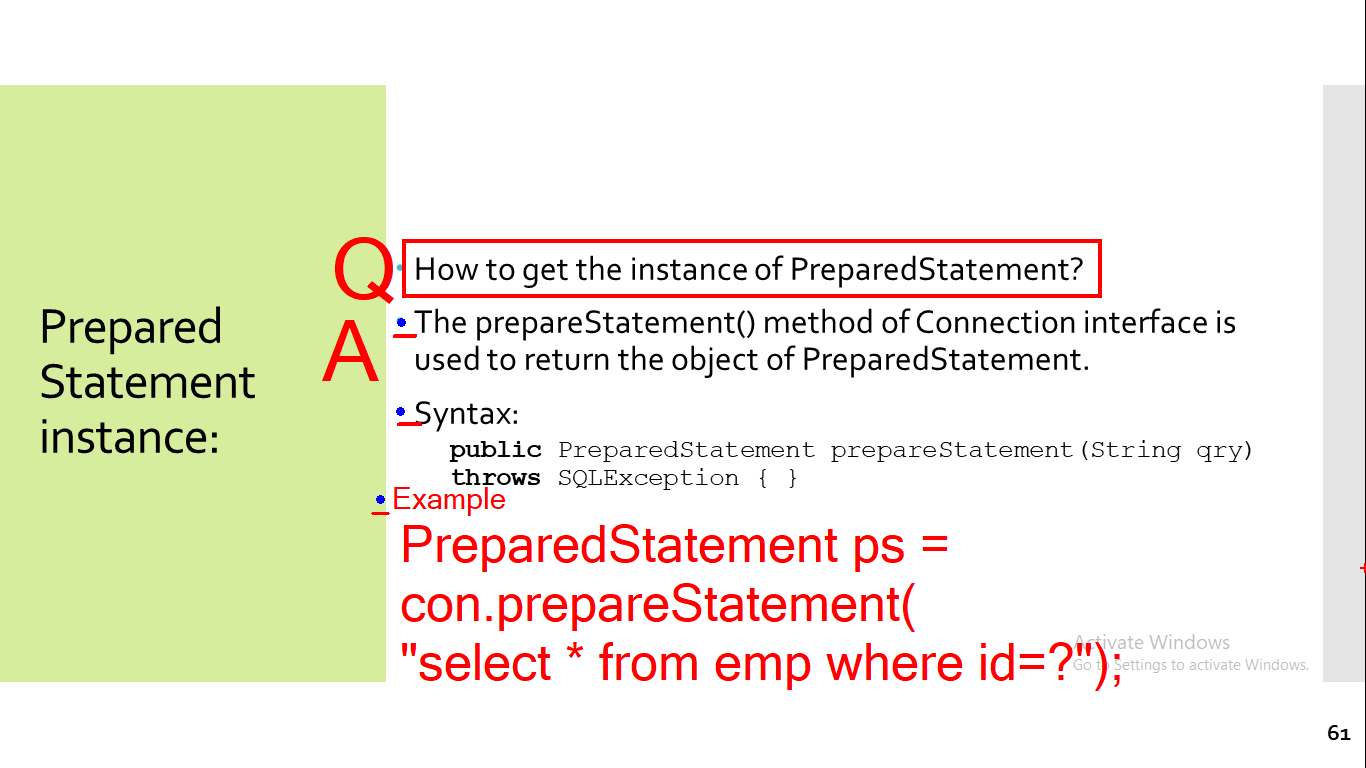 Prepared
Statement
instance:
Q
How to get the instance of PreparedStatement?
A
The prepareStatement() method of Connection interface is
used to return the object of PreparedStatement.
Syntax:
public PreparedStatement prepareStatement(String qry)
throws SQLException { }
Example
PreparedStatement ps =
con.prepareStatement(
"select * from emp where id=?");
Activate Windows
Go to Settings to activate Windows.
61